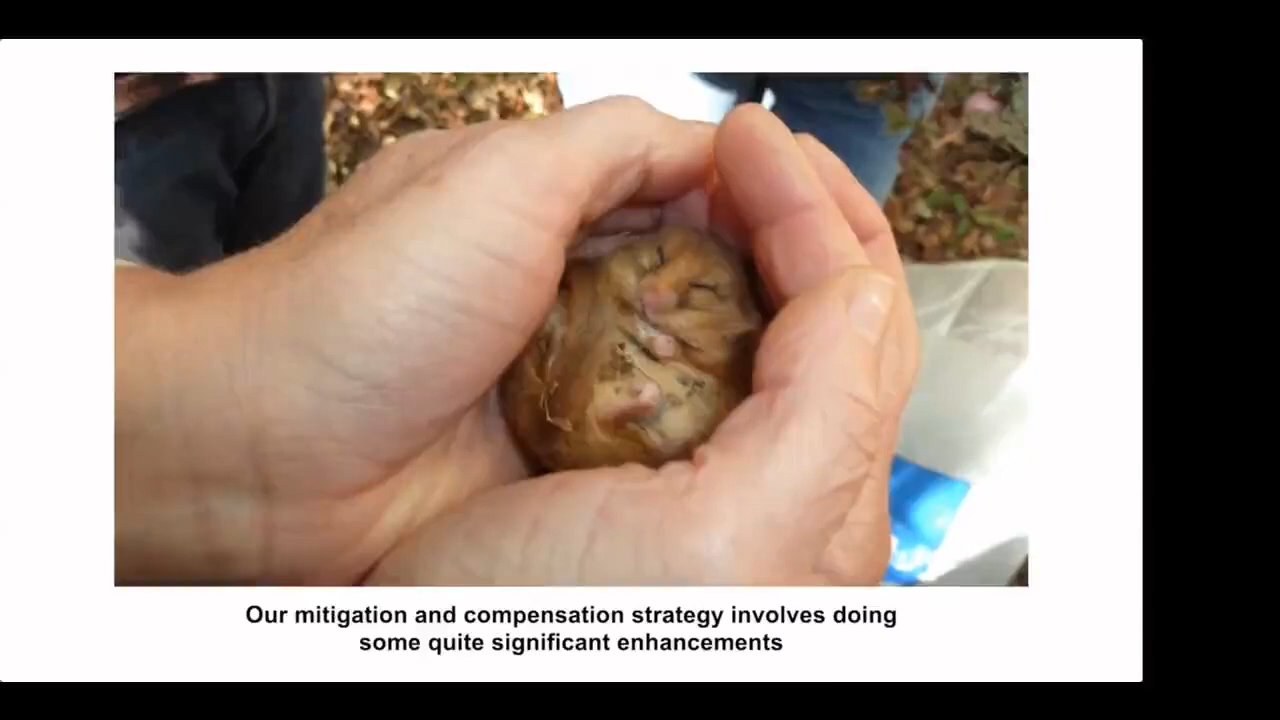 Our mitigation and compensation strategy involves doing
some quite significant enhancements